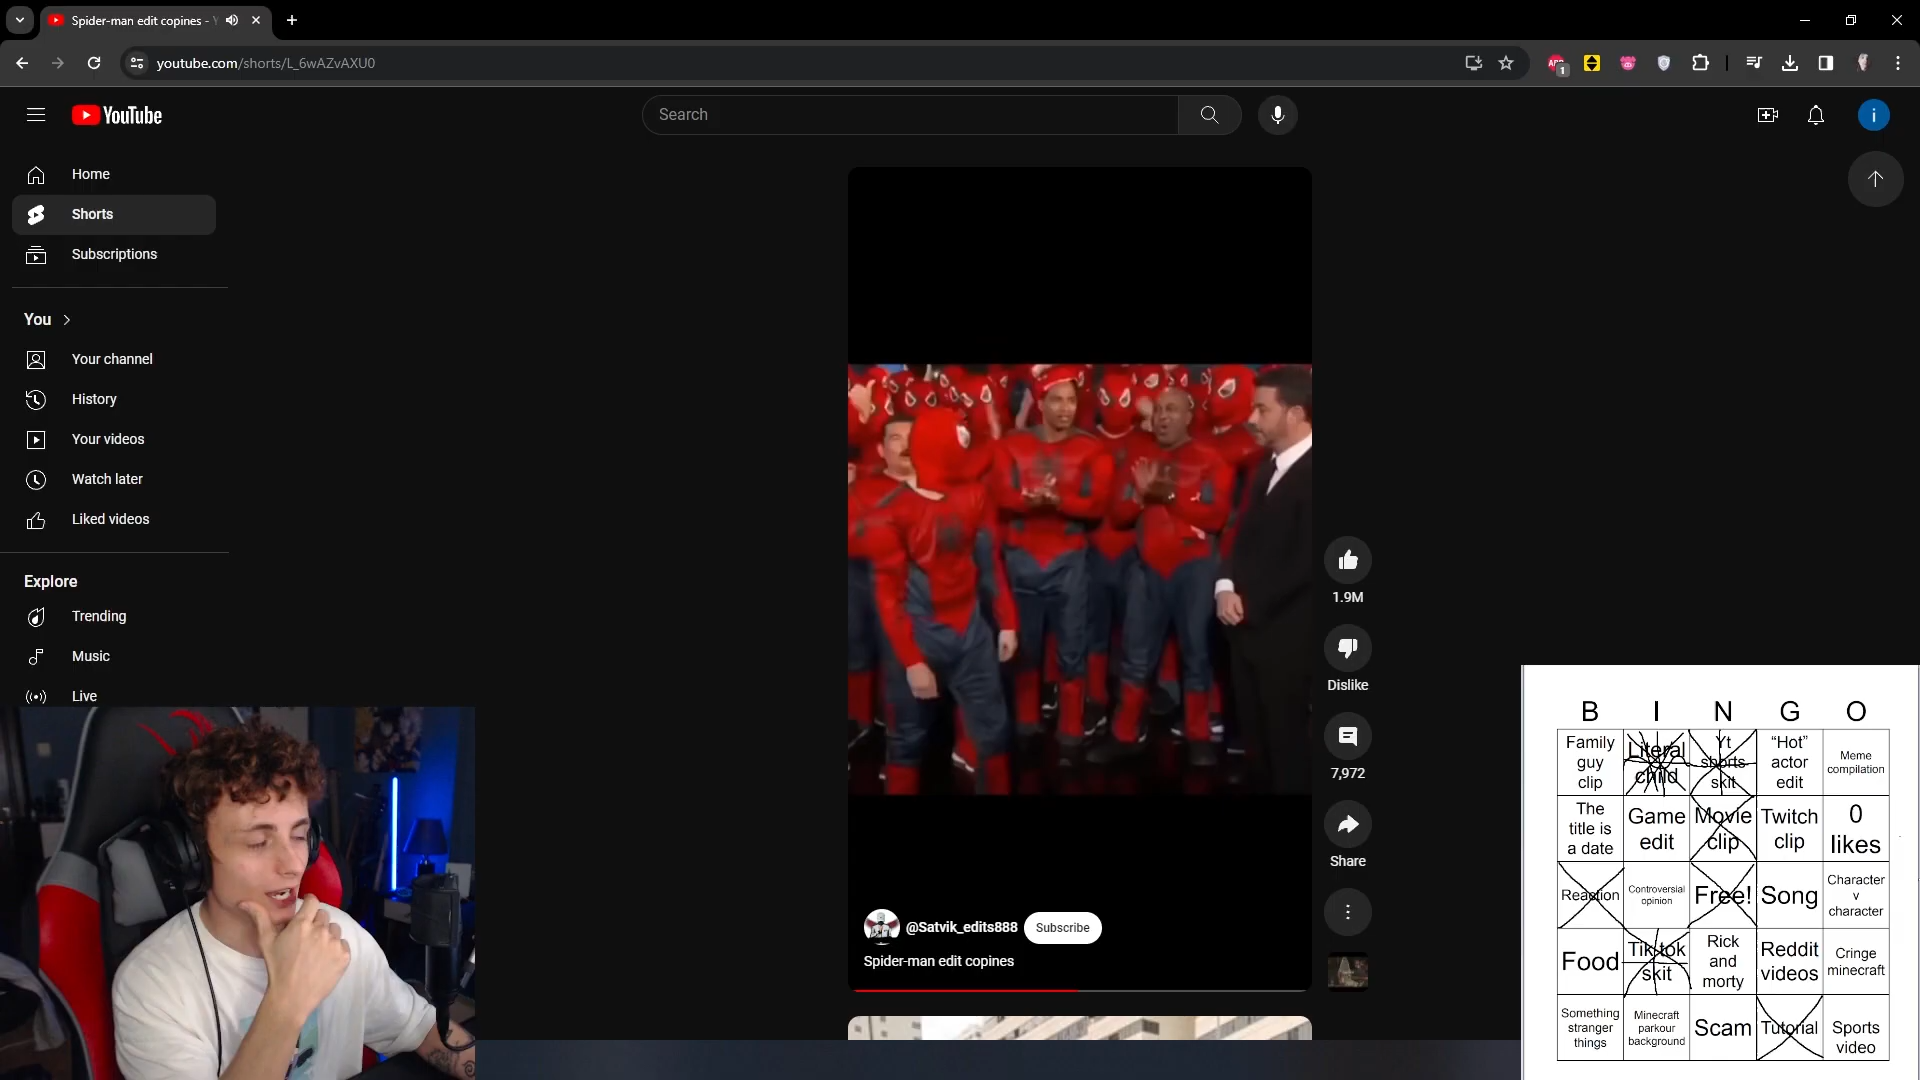 Spider-man edit copines - Y
youtube.com/shorts/L_6wAZvAXU0
1
YouTube
Search
i
Home
Shorts
Subscriptions
You
Your channel
History
Your videos
Watch later
Liked videos
Explore
Trending
Music
Live
1.9M
Dislike
7,972
Share
@Satvik_edits888
Subscribe
Spider-man edit copines
B I N G O
Family guy clip
Literal child
Yt shorts skit
“Hot” actor edit
Meme compilation
The title is a date
Game edit
Movie clip
Twitch clip
0 likes
Reaction
Controversial opinion
Free!
Song
Character v character
Food
Tiktok skit
Rick and morty
Reddit videos
Cringe minecraft
Something stranger things
Minecraft parkour background
Scam
Tutorial
Sports video